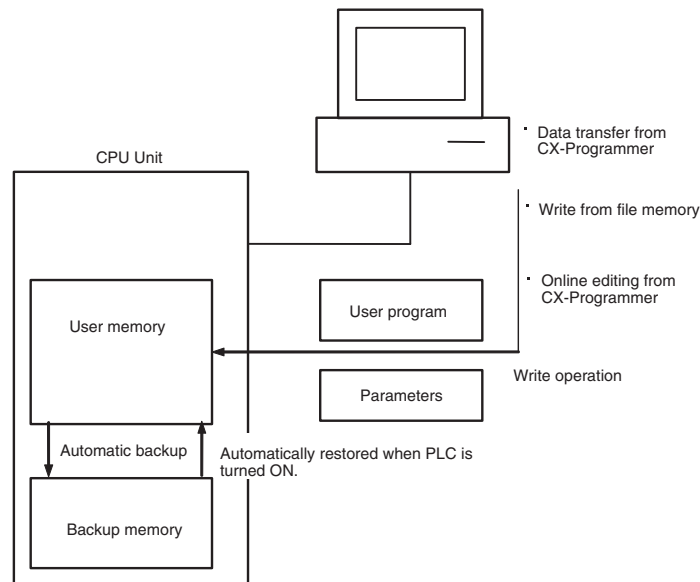 Data transfer from
CX-Programmer
CPU Unit
Write from file memory
Online editing from
CX-Programmer
User memory
User program
Write operation
Parameters
Automatic backup
Automatically restored when PLC is
turned ON.
Backup memory